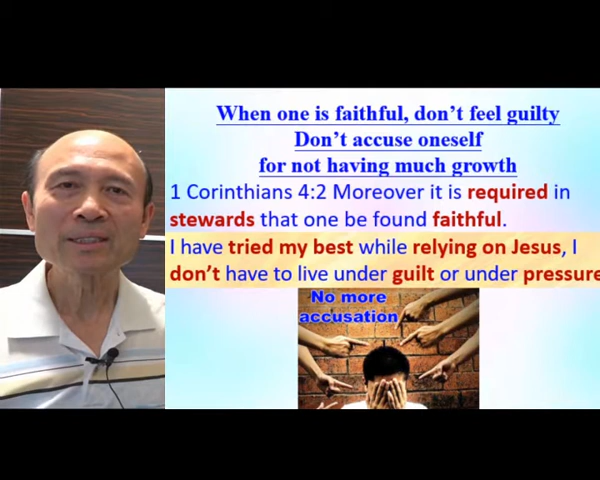 When one is faithful, don't feel guilty
Don't accuse oneself
for not having much growth
1 Corinthians 4:2 Moreover it is required in
stewards that one be found faithful.
I have tried my best while relying on Jesus, I
don't have to live under guilt or under pressure
No more
accusation